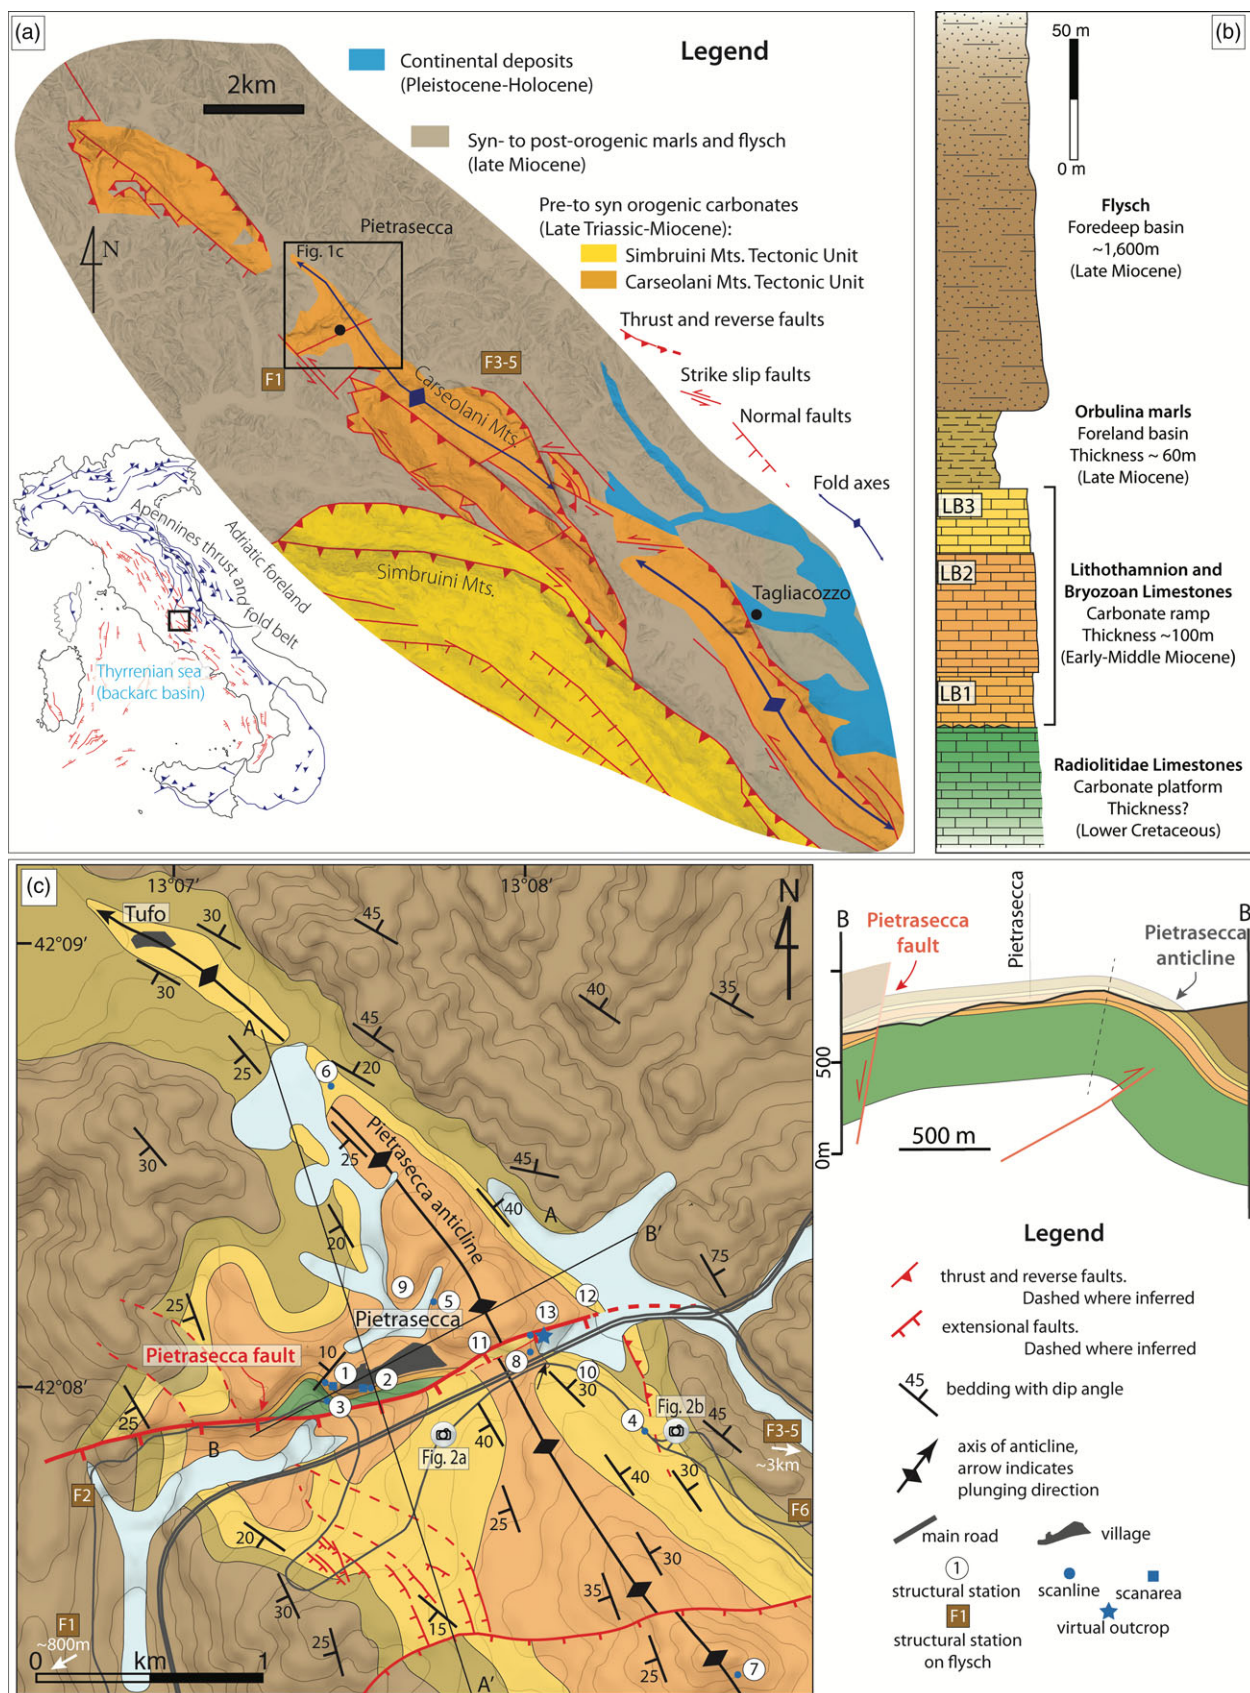 (a)
Legend
Continental deposits
(Pleistocene-Holocene)
2km
Syn- to post-orogenic marls and flysch
(late Miocene)
Pre-to syn orogenic carbonates
(Late Triassic-Miocene):
Simbruini Mts. Tectonic Unit
Carseolani Mts. Tectonic Unit
Thrust and reverse faults
Strike slip faults
Normal faults
Fold axes
N
Pietrasecca
Fig. 1c
F1
F3-5
Carseolani Mts.
Simbruini Mts.
Tagliacozzo
Apennines thrust and fold belt
Adriatic foreland
Thyrrenian sea
(backarc basin)
(b)
50 m
0 m
Flysch
Foredeep basin
~1,600m
(Late Miocene)
Orbulina marls
Foreland basin
Thickness ~ 60m
(Late Miocene)
LB3
LB2
LB1
Lithothamnion and
Bryozoan Limestones
Carbonate ramp
Thickness ~100m
(Early-Middle Miocene)
Radiolitidae Limestones
Carbonate platform
Thickness?
(Lower Cretaceous)
(c)
13°07'
13°08'
N
42°09'
Tufo
30
45
30
40
35
A
25
45
20
6
30
25
Pietrasecca anticline
45
40
A
B'
20
75
9
5
12
25
Pietrasecca
13
11
Pietrasecca fault
10
1
2
8
42°08'
3
10
30
25
Fig. 2b
B
4
45
F3-5
~3km
40
Fig. 2a
F2
40
30
25
F6
20
30
30
35
15
F1
~800m
25
25
7
0
km
1
A'
B
B
Pietrasecca
fault
Pietrasecca
Pietrasecca
anticline
500
0m
500 m
Legend
thrust and reverse faults.
Dashed where inferred
extensional faults.
Dashed where inferred
45
bedding with dip angle
axis of anticline,
arrow indicates
plunging direction
main road
village
1
structural station
scanline
scanarea
F1
structural station
on flysch
virtual outcrop